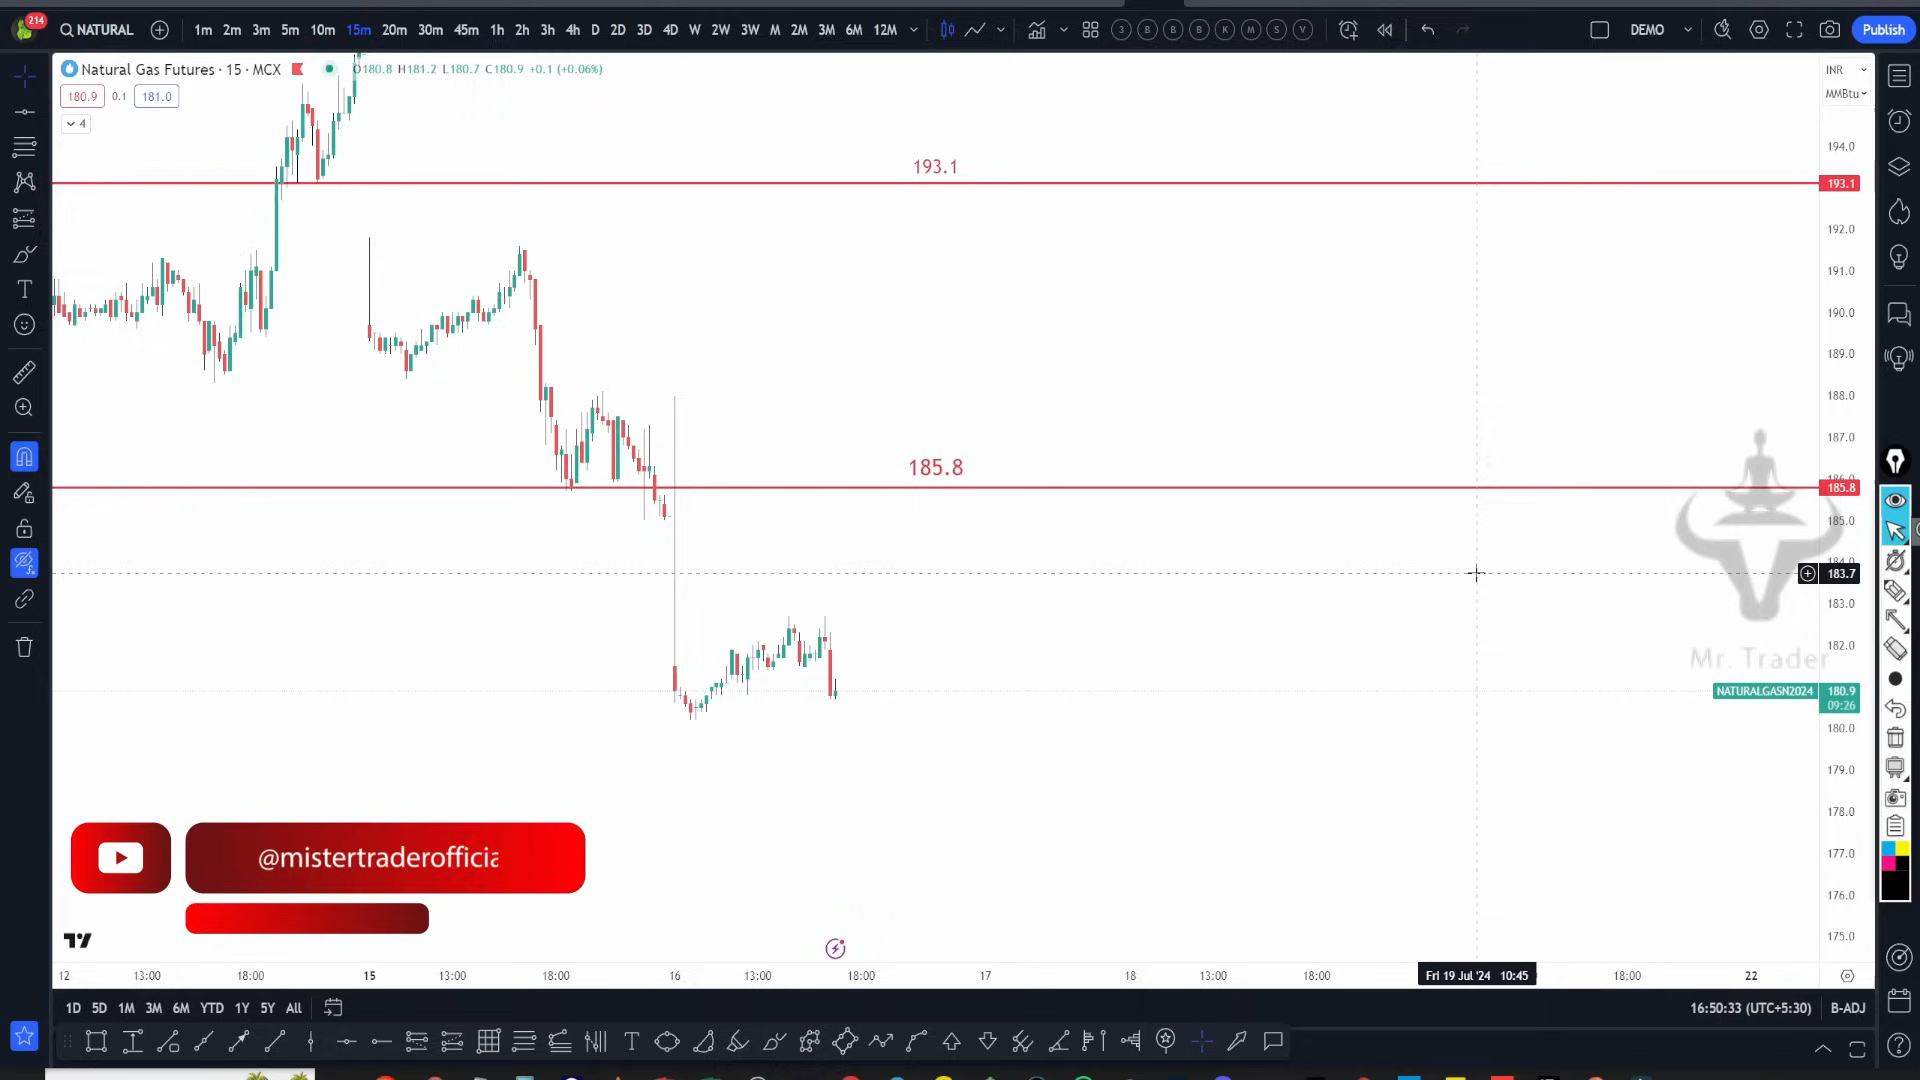 214
NATURAL
1m 2m 3m 5m 10m 15m 20m 30m 45m 1h 2h 3h 4h D 2D 3D 4D W 2W 3W M 2M 3M 6M 12M
3 B B B K M S V
DEMO
Publish
Natural Gas Futures · 15 · MCX
O180.8 H181.2 L180.7 C180.9 +0.1 (+0.06%)
INR
MMBtu
180.9 0.1 181.0
4
193.1
185.8
194.0
193.1
192.0
191.0
190.0
189.0
188.0
187.0
186.0
185.8
185.0
184.0
183.7
183.0
182.0
NATURALGASN2024 180.9
09:26
180.0
179.0
178.0
177.0
176.0
175.0
Mr. Trader
@mistertraderofficia
12 13:00 18:00 15 13:00 18:00 16 13:00 18:00 17 18 13:00 18:00 Fri 19 Jul '24 10:45 18:00 22
1D 5D 1M 3M 6M YTD 1Y 5Y All
16:50:33 (UTC+5:30) B-ADJ